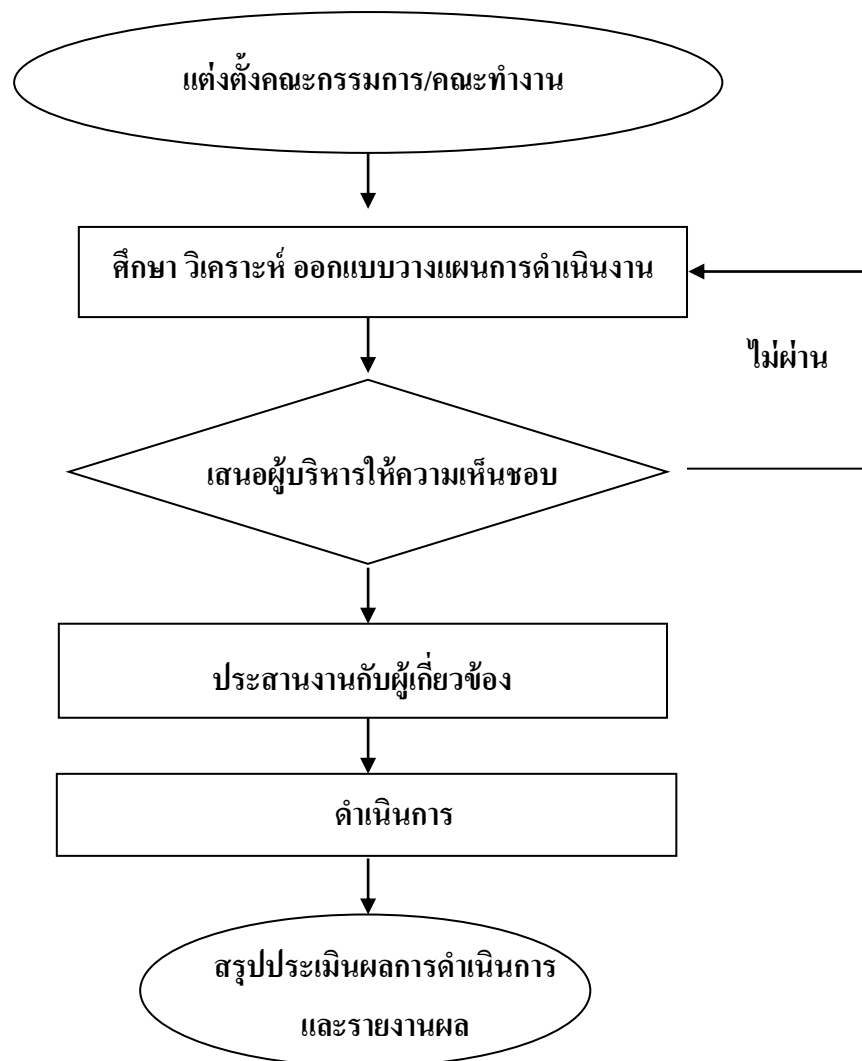 แต่งตั้งคณะกรรมการ/คณะทำงาน
ศึกษา วิเคราะห์ ออกแบบวางแผนการดำเนินงาน
ไม่ผ่าน
เสนอผู้บริหารให้ความเห็นชอบ
ประสานงานกับผู้เกี่ยวข้อง
ดำเนินการ
สรุปประเมินผลการดำเนินการ
และรายงานผล